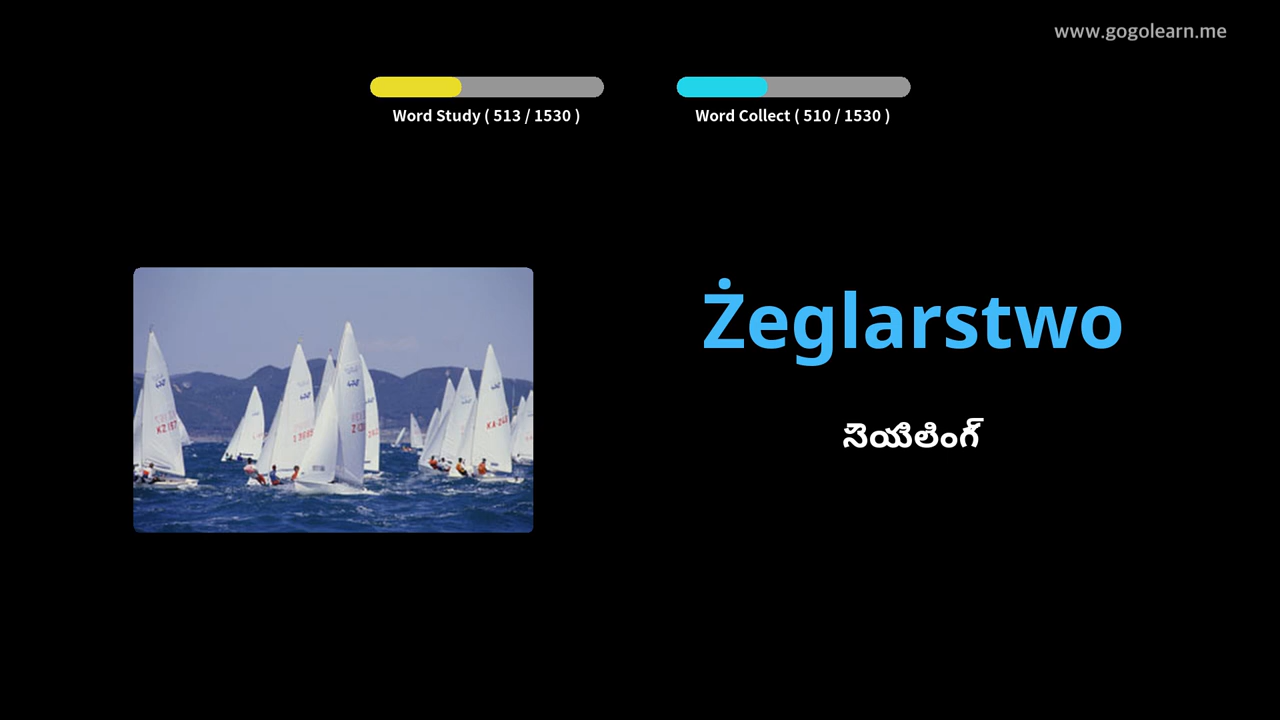 www.gogolearn.me
Word Study ( 513 / 1530 )
Word Collect ( 510 / 1530 )
Żeglarstwo
సెయిలింగ్